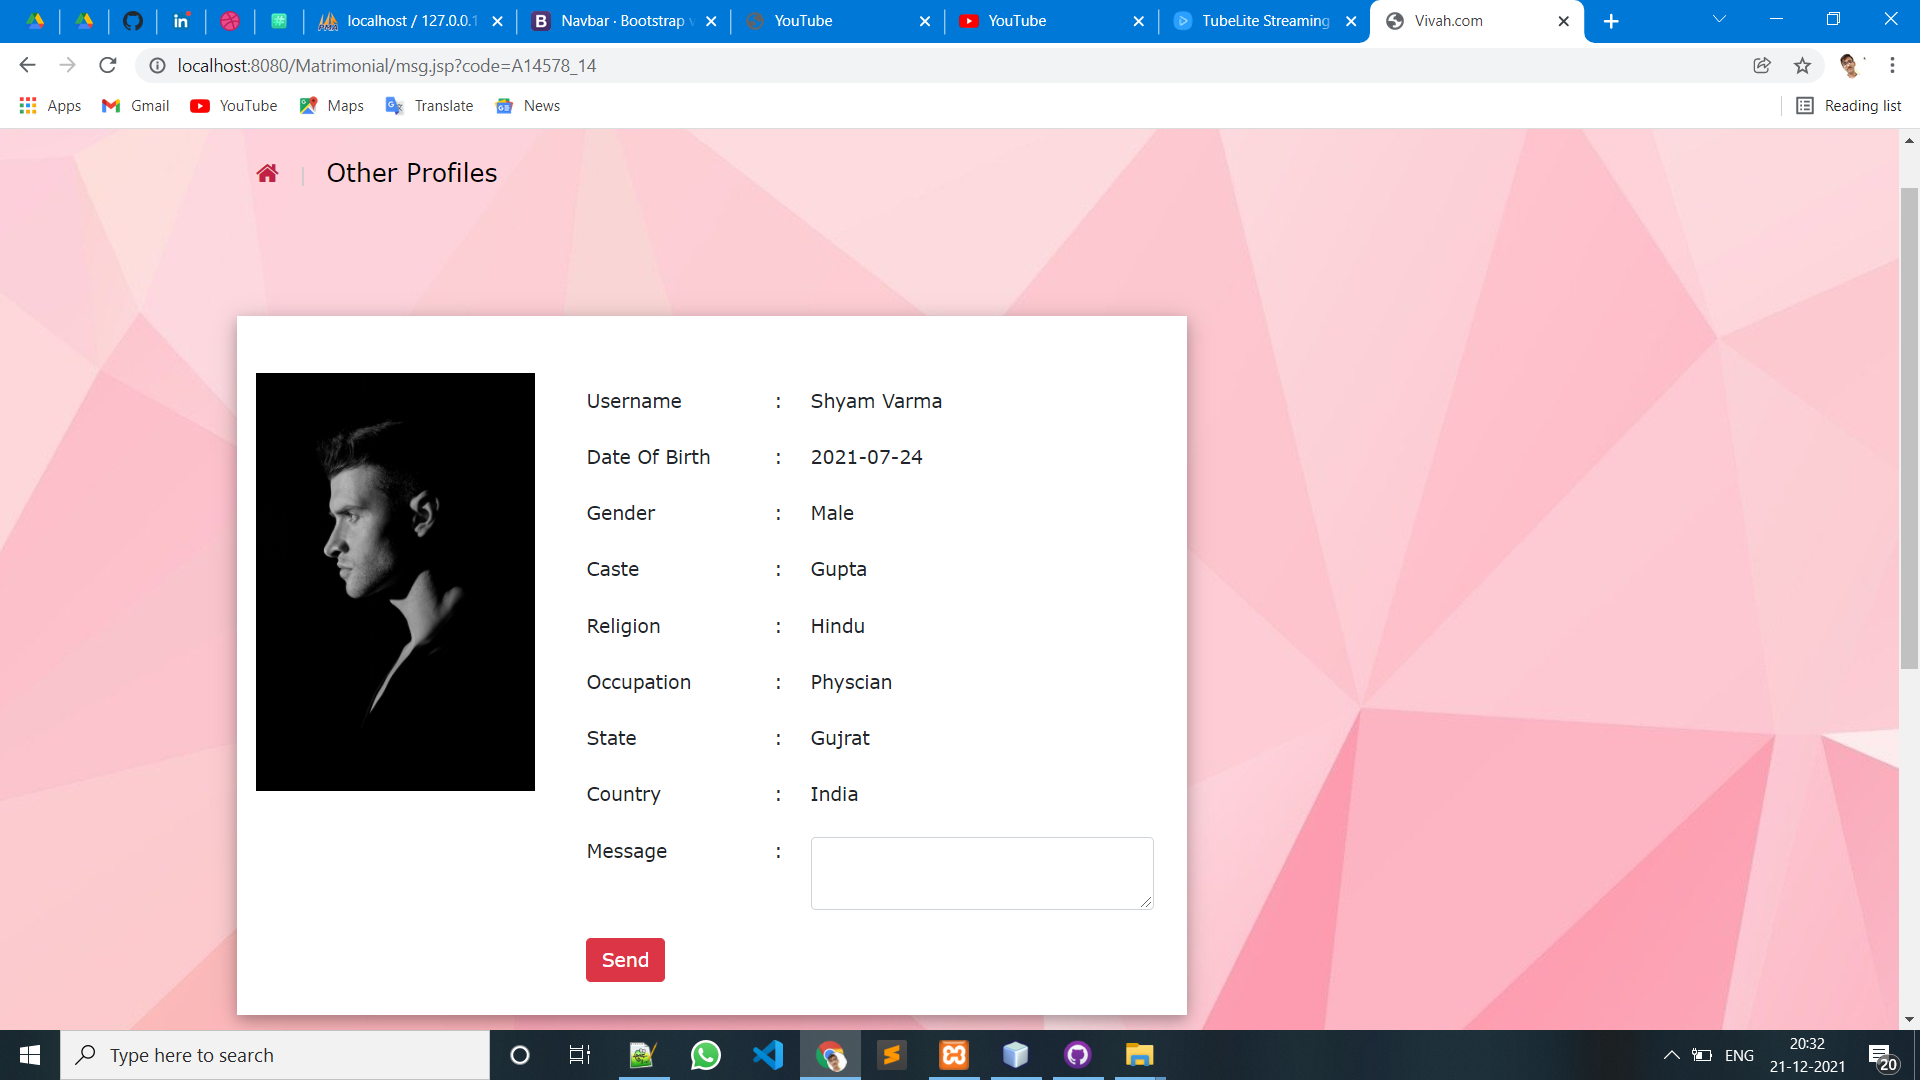 localhost / 127.0.0.1
Navbar · Bootstrap v
YouTube
YouTube
TubeLite Streaming
Vivah.com
localhost:8080/Matrimonial/msg.jsp?code=A14578_14
Apps
Gmail
YouTube
Maps
Translate
News
Reading list
| Other Profiles
Username : Shyam Varma
Date Of Birth : 2021-07-24
Gender : Male
Caste : Gupta
Religion : Hindu
Occupation : Physcian
State : Gujrat
Country : India
Message :
Send
Type here to search
ENG
20:32
21-12-2021
20